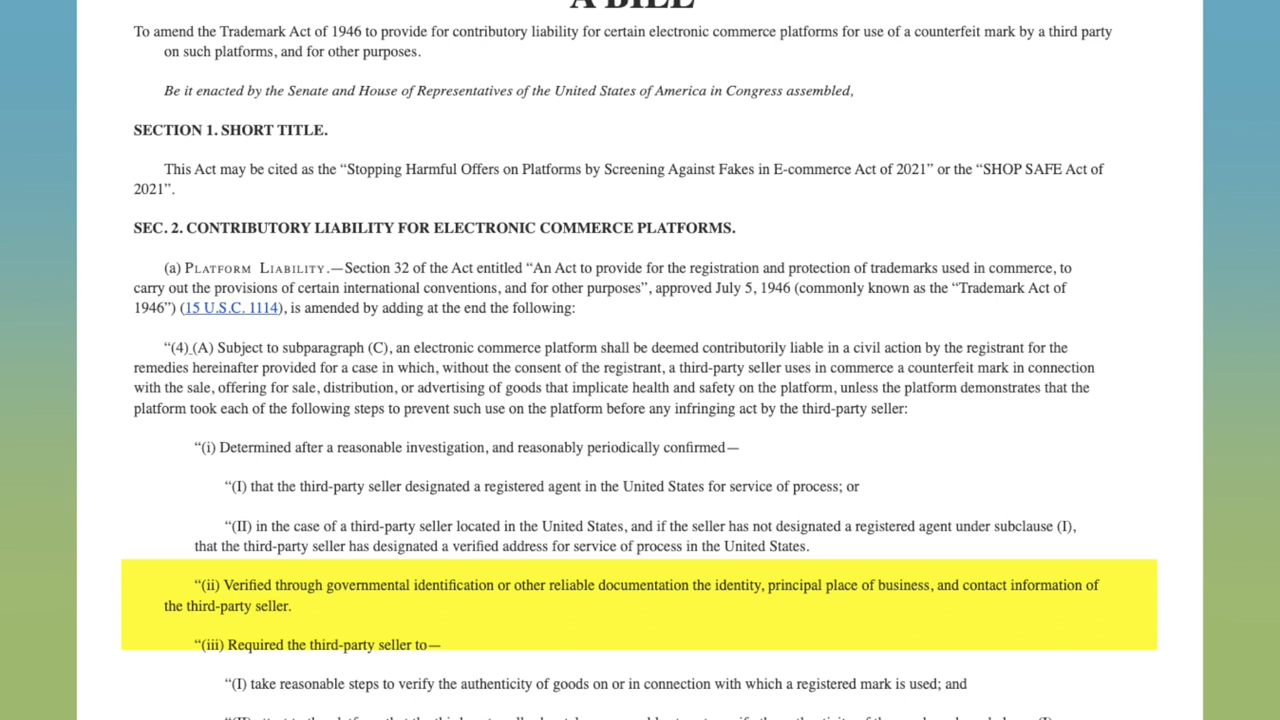 A BILL
To amend the Trademark Act of 1946 to provide for contributory liability for certain electronic commerce platforms for use of a counterfeit mark by a third party
on such platforms, and for other purposes.
Be it enacted by the Senate and House of Representatives of the United States of America in Congress assembled,
SECTION 1. SHORT TITLE.
This Act may be cited as the “Stopping Harmful Offers on Platforms by Screening Against Fakes in E-commerce Act of 2021” or the “SHOP SAFE Act of
2021”.
SEC. 2. CONTRIBUTORY LIABILITY FOR ELECTRONIC COMMERCE PLATFORMS.
(a) PLATFORM LIABILITY.—Section 32 of the Act entitled “An Act to provide for the registration and protection of trademarks used in commerce, to
carry out the provisions of certain international conventions, and for other purposes”, approved July 5, 1946 (commonly known as the “Trademark Act of
1946”) (15 U.S.C. 1114), is amended by adding at the end the following:
“(4) (A) Subject to subparagraph (C), an electronic commerce platform shall be deemed contributorily liable in a civil action by the registrant for the
remedies hereinafter provided for a case in which, without the consent of the registrant, a third-party seller uses in commerce a counterfeit mark in connection
with the sale, offering for sale, distribution, or advertising of goods that implicate health and safety on the platform, unless the platform demonstrates that the
platform took each of the following steps to prevent such use on the platform before any infringing act by the third-party seller:
“(i) Determined after a reasonable investigation, and reasonably periodically confirmed—
“(I) that the third-party seller designated a registered agent in the United States for service of process; or
“(II) in the case of a third-party seller located in the United States, and if the seller has not designated a registered agent under subclause (I),
that the third-party seller has designated a verified address for service of process in the United States.
“(ii) Verified through governmental identification or other reliable documentation the identity, principal place of business, and contact information of
the third-party seller.
“(iii) Required the third-party seller to—
“(I) take reasonable steps to verify the authenticity of goods on or in connection with which a registered mark is used; and